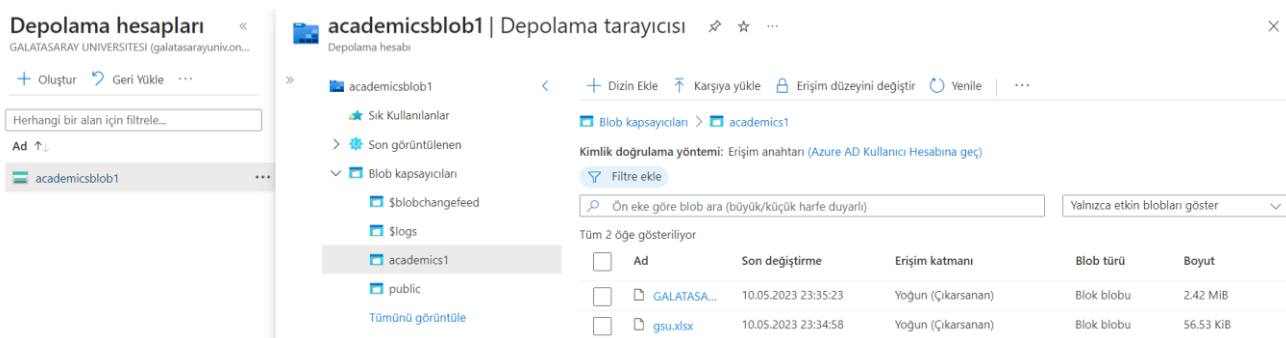 Depolama hesapları «
GALATASARAY UNIVERSITESI (galatasarayuniv.on...
+ Oluştur Geri Yükle ...
Herhangi bir alan için filtrele...
Ad ↑↓
academicsblob1 ...
academicsblob1 | Depolama tarayıcısı ...
Depolama hesabı
»
academicsblob1
Sık Kullanılanlar
Son görüntülenen
Blob kapsayıcıları
$blobchangefeed
$logs
academics1
public
Tümünü görüntüle
+ Dizin Ekle Karşıya yükle Erişim düzeyini değiştir Yenile ...
Blob kapsayıcıları > academics1
Kimlik doğrulama yöntemi: Erişim anahtarı (Azure AD Kullanıcı Hesabına geç)
Filtre ekle
Ön eke göre blob ara (büyük/küçük harfe duyarlı) Yalnızca etkin blobları göster
Tüm 2 öğe gösteriliyor
Ad Son değiştirme Erişim katmanı Blob türü Boyut
GALATASA... 10.05.2023 23:35:23 Yoğun (Çıkarsanan) Blok blobu 2.42 MiB
gsu.xlsx 10.05.2023 23:34:58 Yoğun (Çıkarsanan) Blok blobu 56.53 KiB